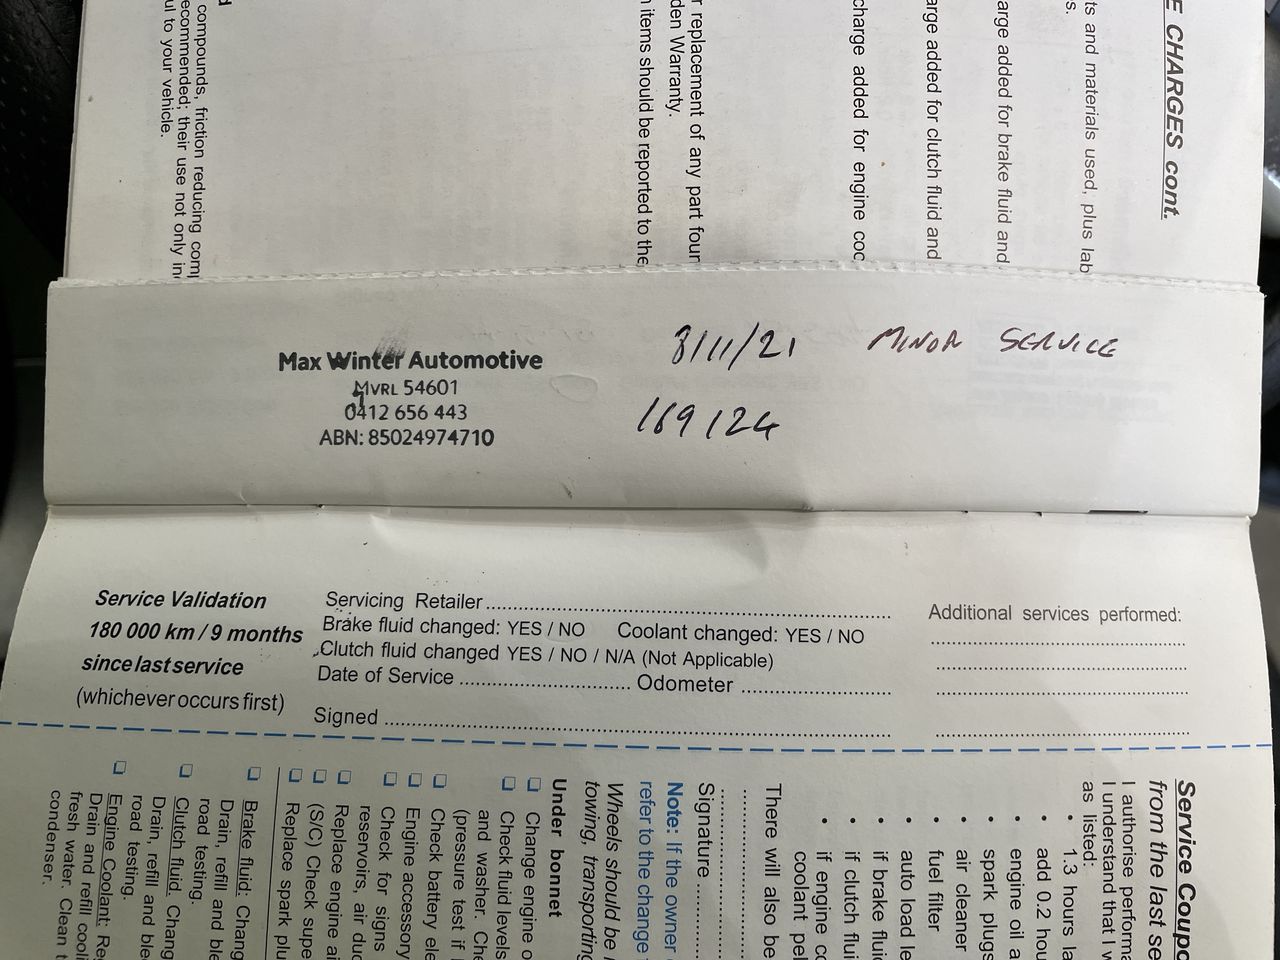 E CHARGES cont.
ts and materials used, plus lab
s.
arge added for brake fluid and
arge added for clutch fluid and
charge added for engine coo
r replacement of any part four
den Warranty.
n items should be reported to the
d
compounds, friction reducing comp
ecommended; their use not only in
ul to your vehicle.
Max Winter Automotive
MVRL 54601
0412 656 443
ABN: 85024974710
8/11/21 MINOR SERVICE
169124
Service Validation
180 000 km / 9 months
since last service
(whichever occurs first)
Servicing Retailer
Brake fluid changed: YES / NO Coolant changed: YES / NO
Clutch fluid changed YES / NO / N/A (Not Applicable)
Date of Service Odometer
Signed
Additional services performed:
Service Coupo
from the last se
I authorise performa
I understand that I w
as listed:
• 1.3 hours la
• add 0.2 hou
• engine oil a
• spark plugs
• air cleaner
• fuel filter
• auto load le
• if brake fluid
• if clutch flui
• if engine co
coolant pel
There will also be
Signature
Note: If the owner
refer to the change
Wheels should be
towing, transporting
Under bonnet
Change engine o
Check fluid levels
and washer. Che
(pressure test if
Check battery ele
Engine accessory
Check for signs
reservoirs, air duc
Replace engine ai
(S/C) Check supe
Replace spark plu
Brake fluid: Chang
Drain, refill and ble
road testing.
Clutch fluid. Chang
Drain, refill and blee
road testing.
Engine Coolant: Re
Drain and refill cooli
fresh water. Clean t
condenser.